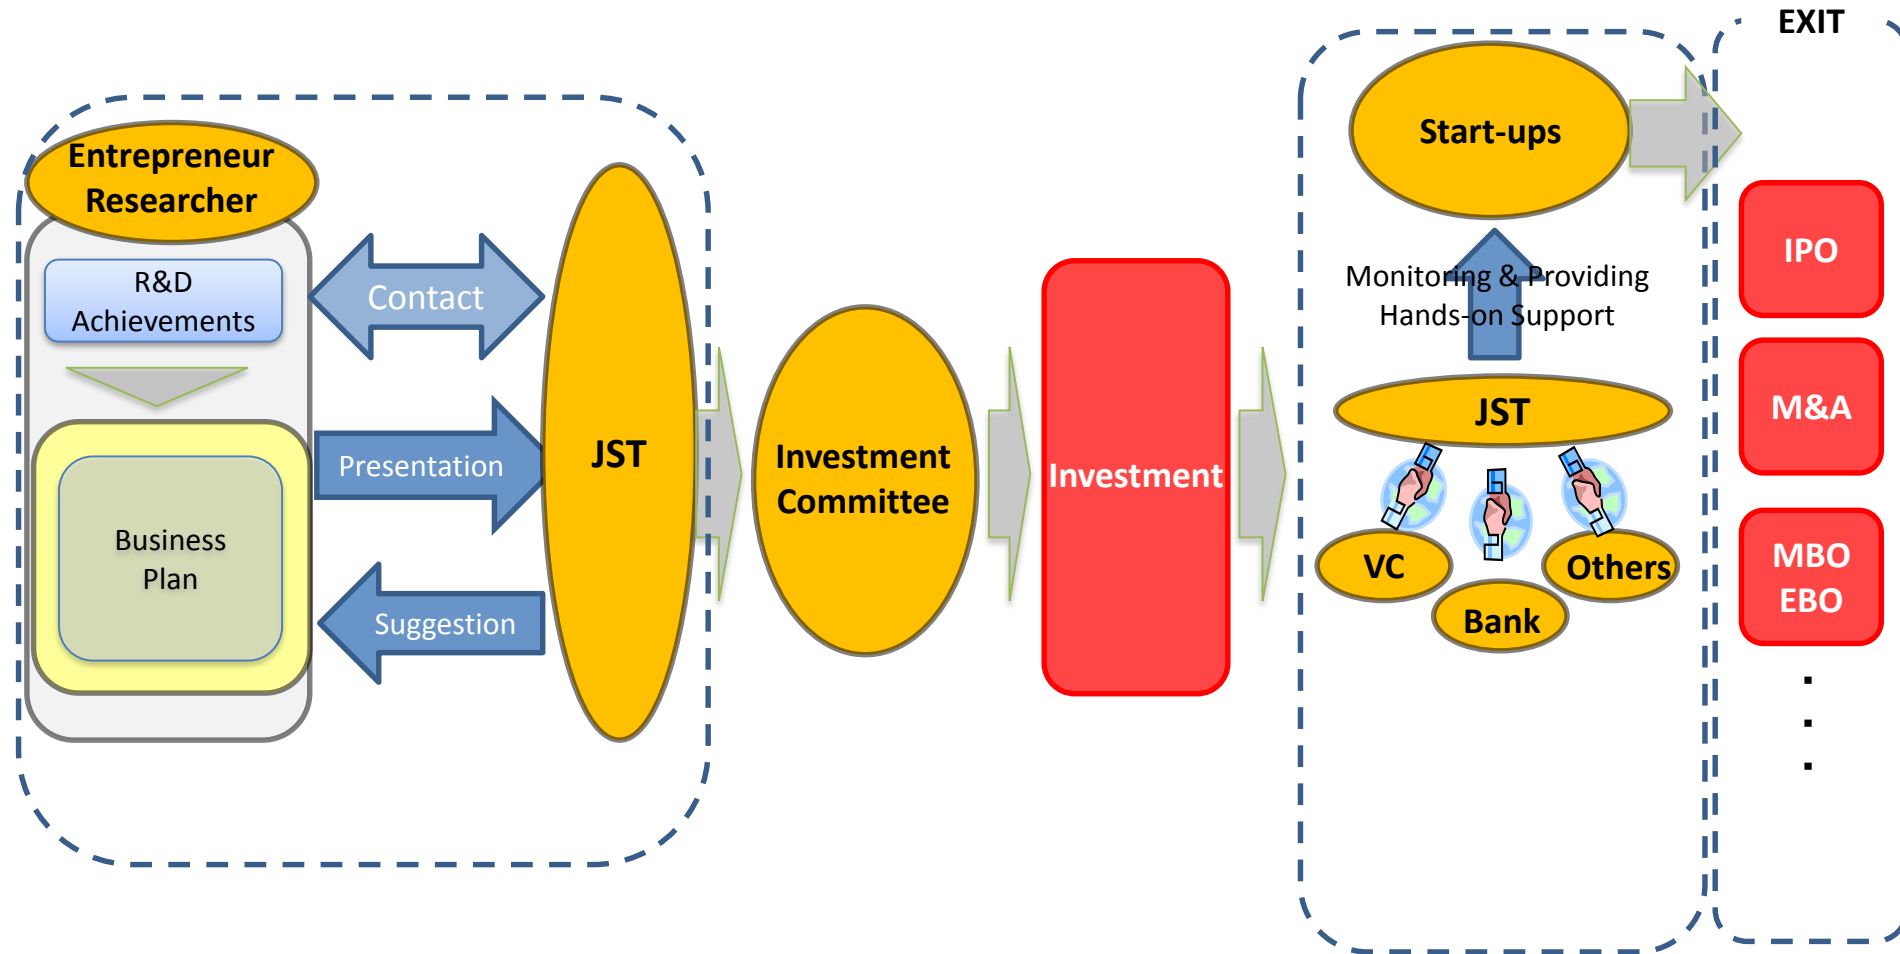 Entrepreneur
Researcher
R&D
Achievements
Business
Plan
Contact
Presentation
Suggestion
JST
Investment
Committee
Investment
Start-ups
Monitoring & Providing
Hands-on Support
JST
VC
Bank
Others
EXIT
IPO
M&A
MBO
EBO
.
.
.